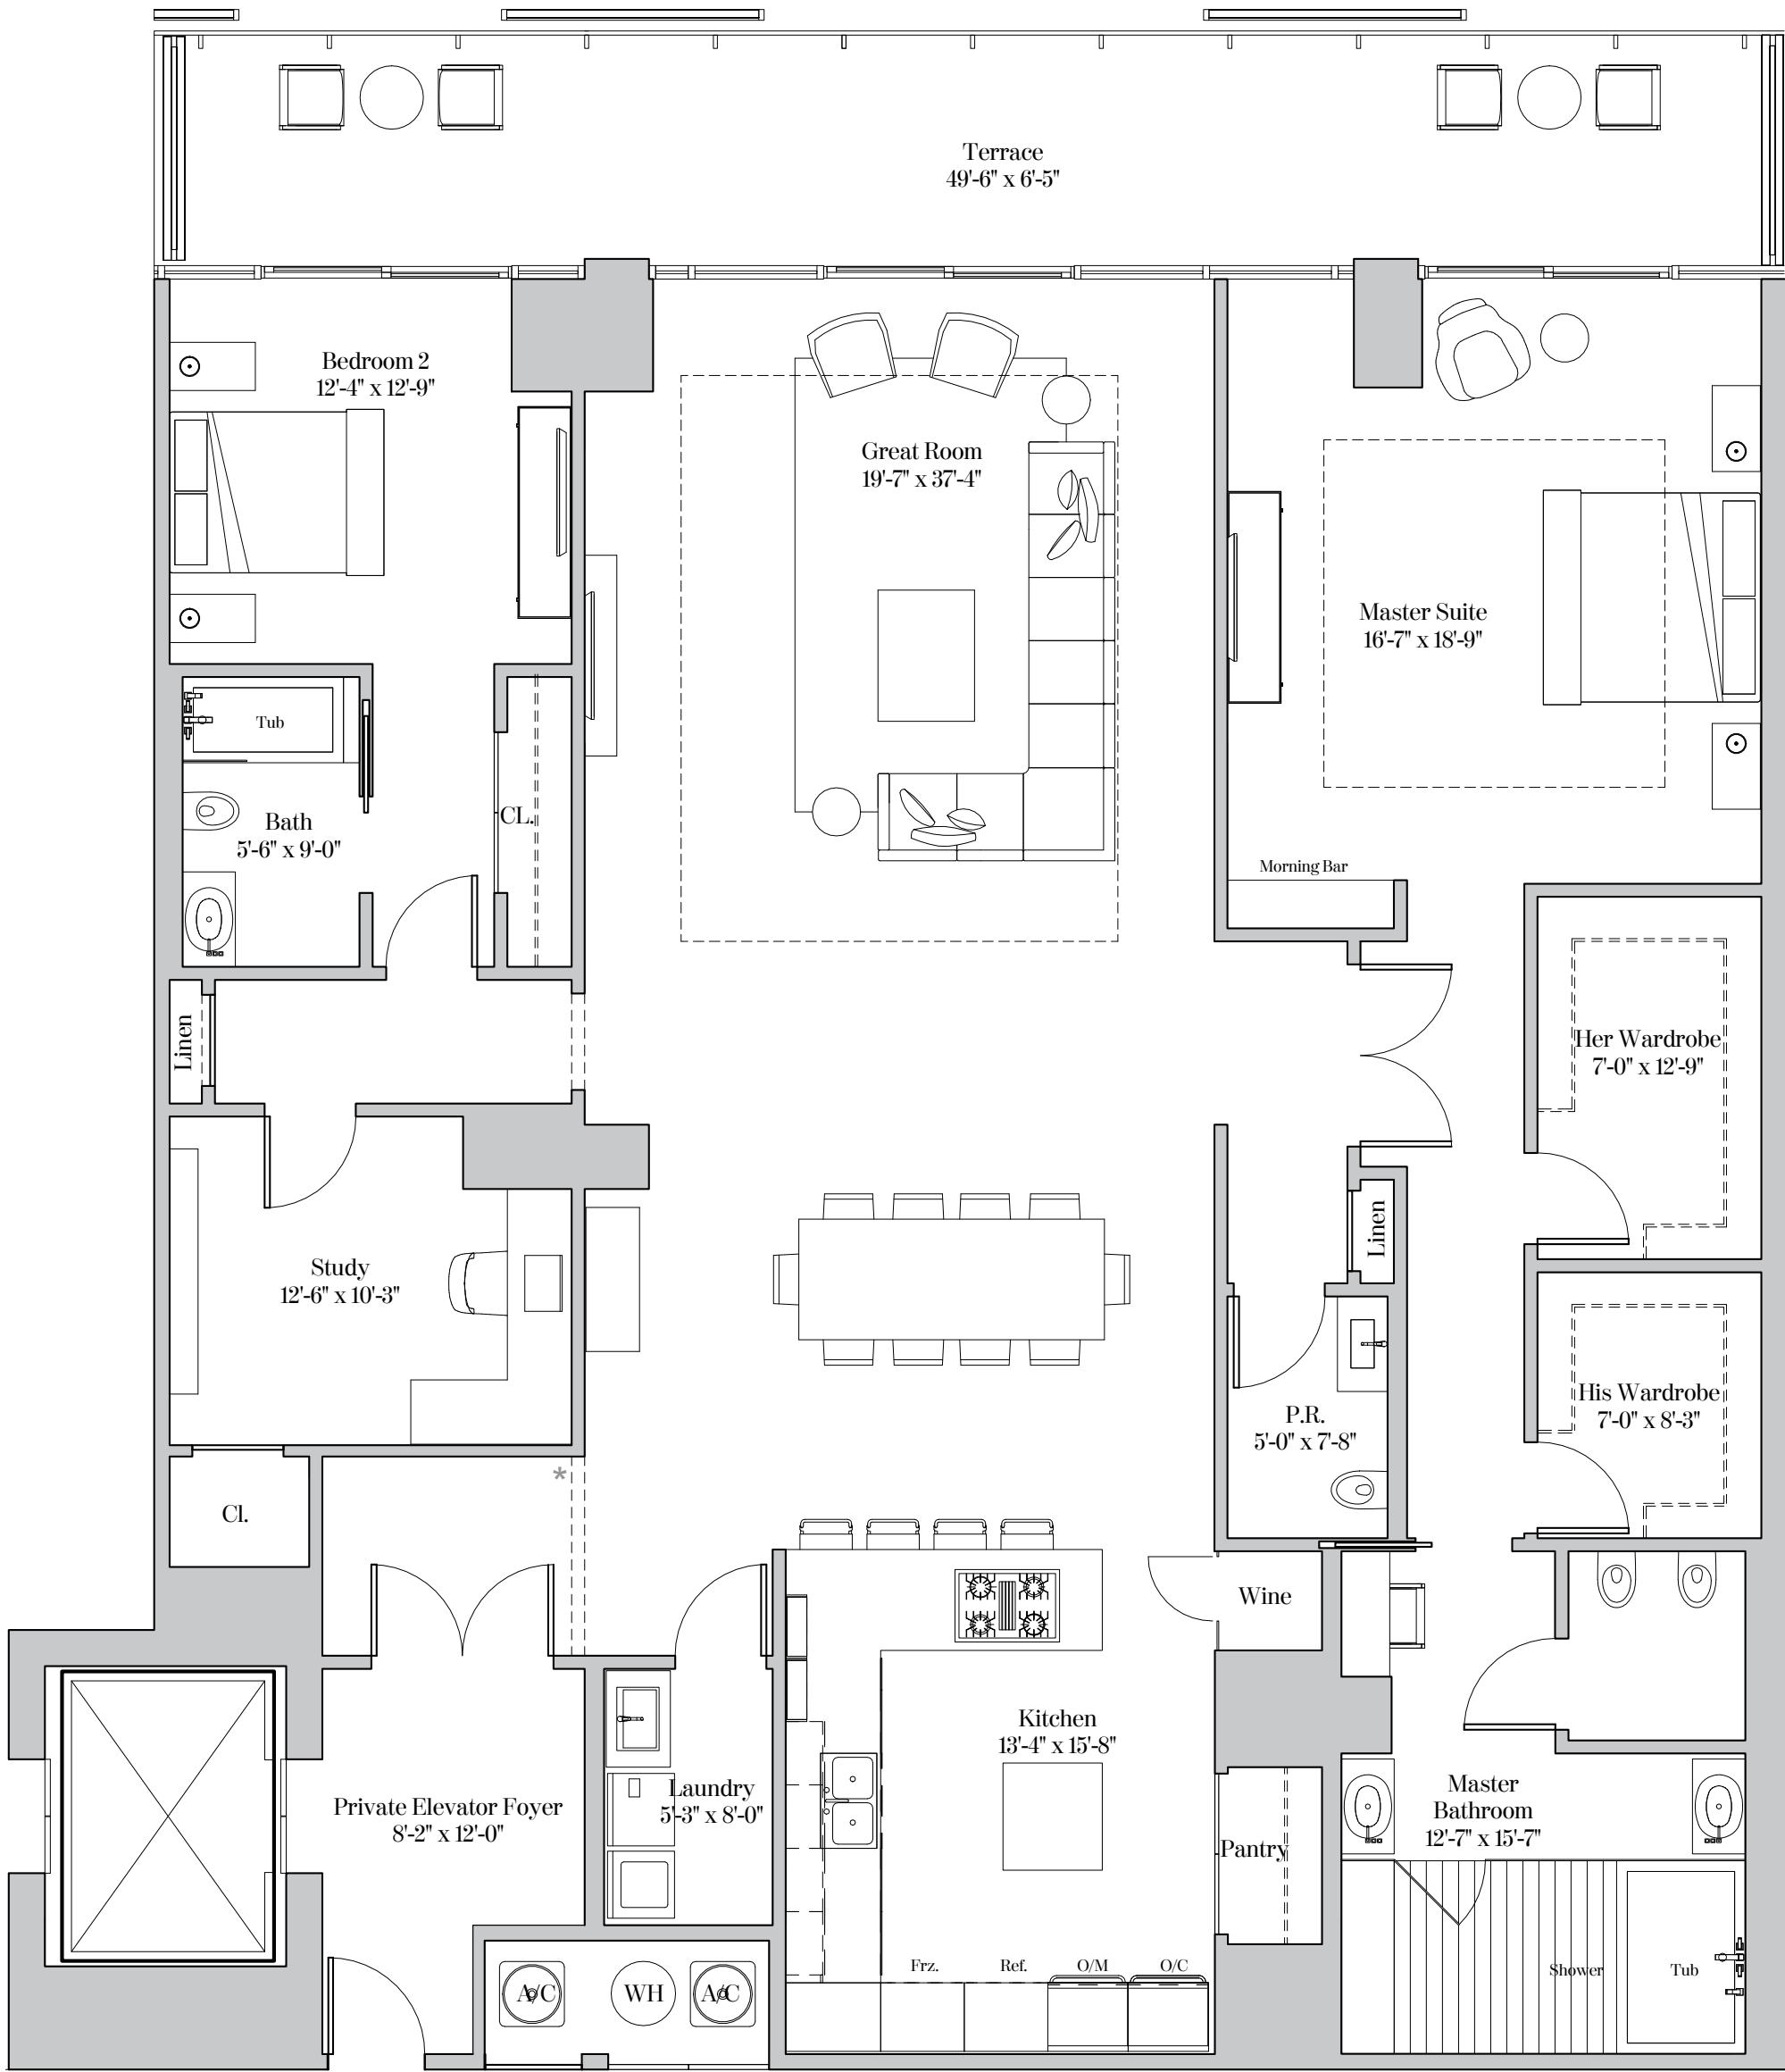 Terrace
49'-6" x 6'-5"
Bedroom 2
12'-4" x 12'-9"
Great Room
19'-7" x 37'-4"
Master Suite
16'-7" x 18'-9"
Tub
CL.
Bath
5'-6" x 9'-0"
Morning Bar
Linen
Her Wardrobe
7'-0" x 12'-9"
Linen
Study
12'-6" x 10'-3"
His Wardrobe
7'-0" x 8'-3"
P.R.
5'-0" x 7'-8"
*
Cl.
Wine
Kitchen
13'-4" x 15'-8"
Laundry
5'-3" x 8'-0"
Private Elevator Foyer
8'-2" x 12'-0"
Master
Bathroom
12'-7" x 15'-7"
Pantry
Frz.
Ref.
O/M
O/C
Shower
Tub
A/C
WH
A/C